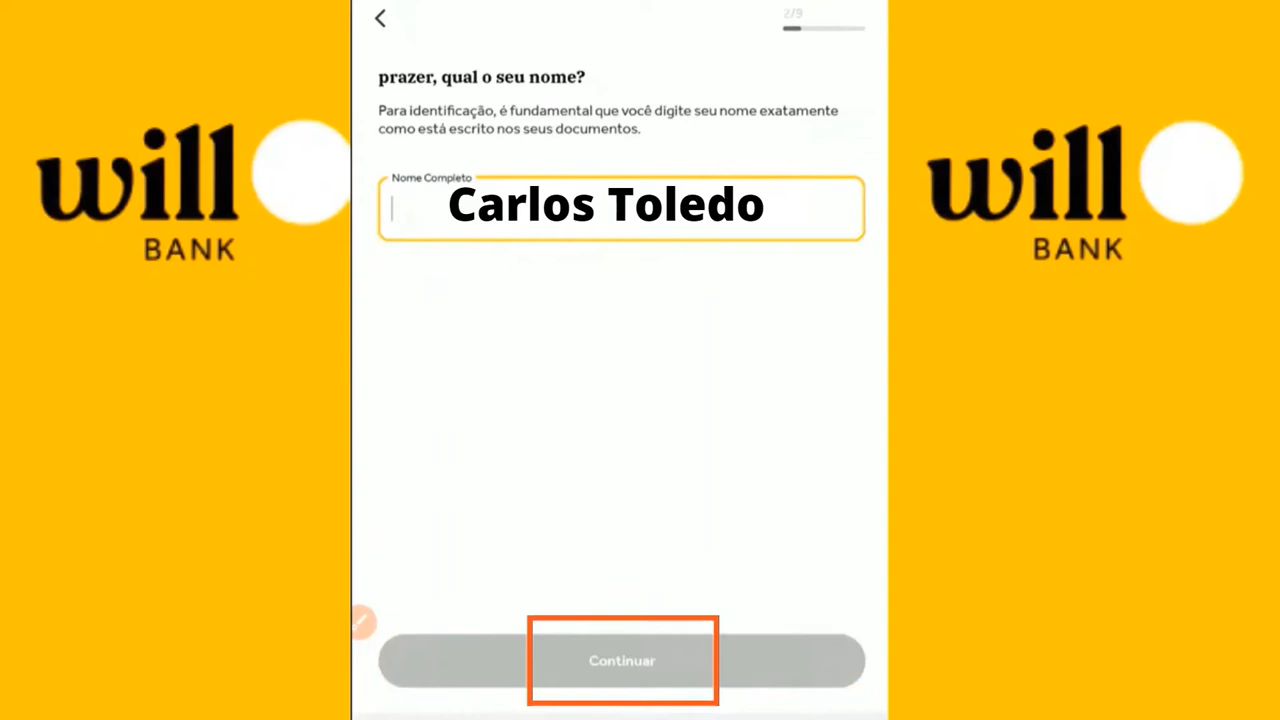 2/9
prazer, qual o seu nome?
Para identificação, é fundamental que você digite seu nome exatamente
como está escrito nos seus documentos.
Nome Completo
Carlos Toledo
Continuar
will
BANK
will
BANK